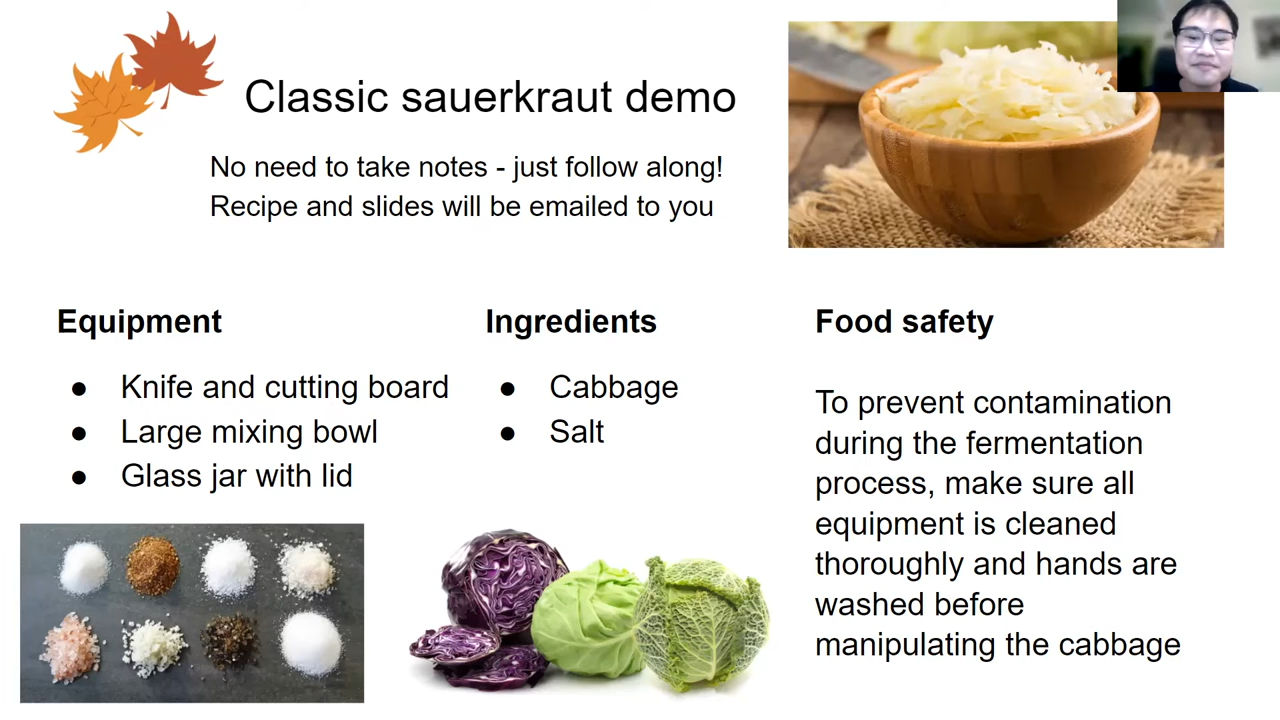 Classic sauerkraut demo
No need to take notes - just follow along!
Recipe and slides will be emailed to you
Equipment
● Knife and cutting board
● Large mixing bowl
● Glass jar with lid
Ingredients
● Cabbage
● Salt
Food safety
To prevent contamination
during the fermentation
process, make sure all
equipment is cleaned
thoroughly and hands are
washed before
manipulating the cabbage